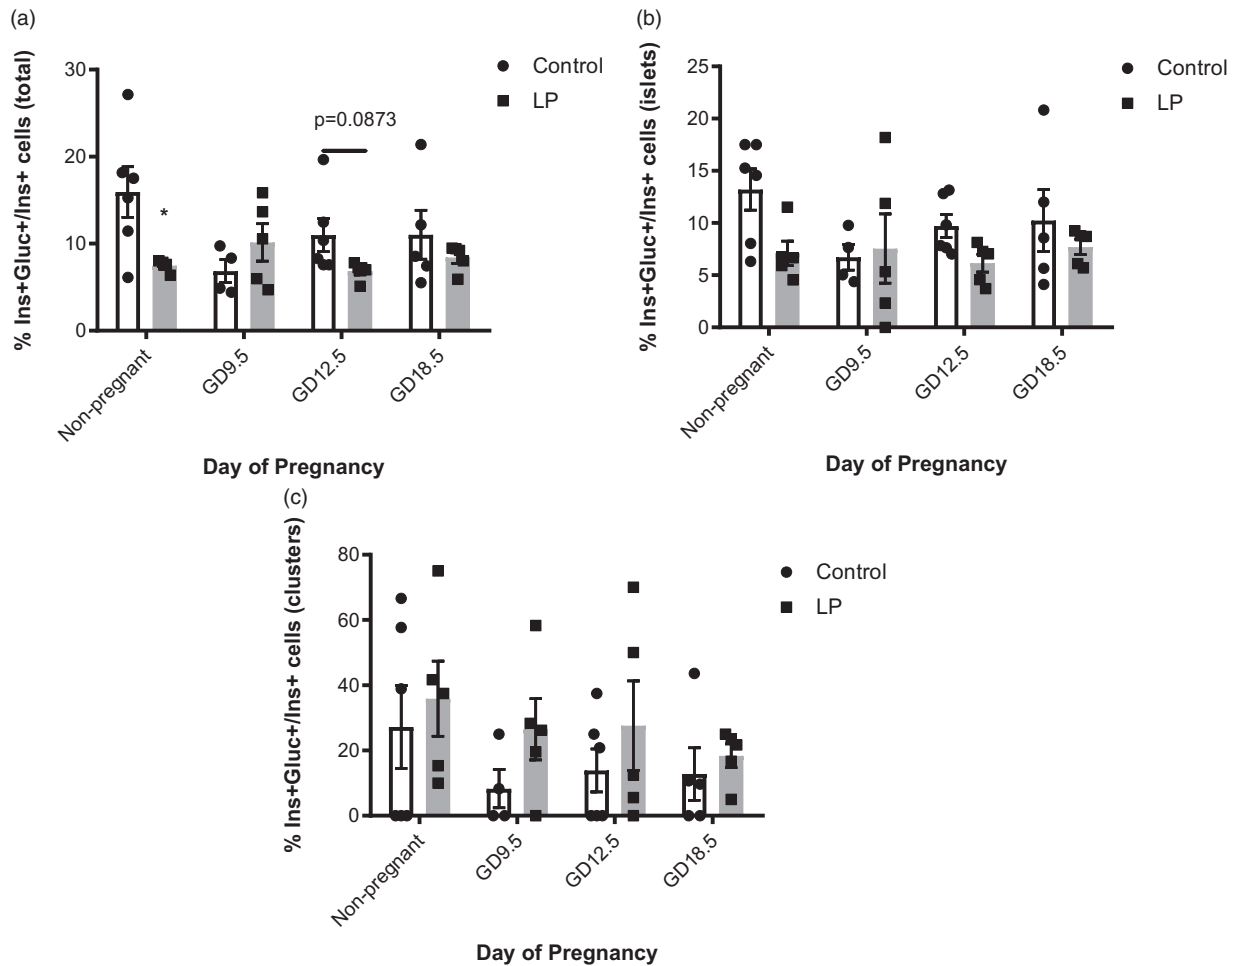 (a)
% Ins+Gluc+/Ins+ cells (total)
30
20
10
0
Control
LP
p=0.0873
*
Non-pregnant
GD9.5
GD12.5
GD18.5
Day of Pregnancy
(b)
% Ins+Gluc+/Ins+ cells (islets)
25
20
15
10
5
0
Control
LP
Non-pregnant
GD9.5
GD12.5
GD18.5
Day of Pregnancy
(c)
% Ins+Gluc+/Ins+ cells (clusters)
80
60
40
20
0
Control
LP
Non-pregnant
GD9.5
GD12.5
GD18.5
Day of Pregnancy